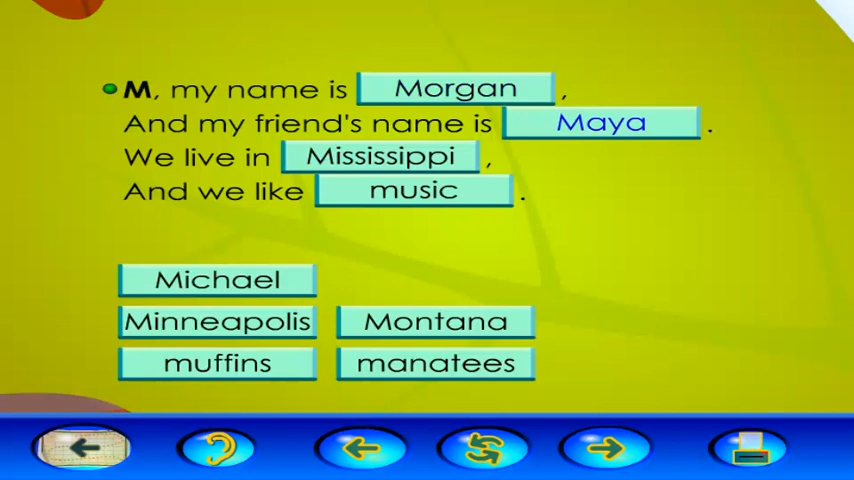 M, my name is Morgan,
And my friend's name is Maya.
We live in Mississippi,
And we like music.
Michael
Minneapolis Montana
muffins manatees